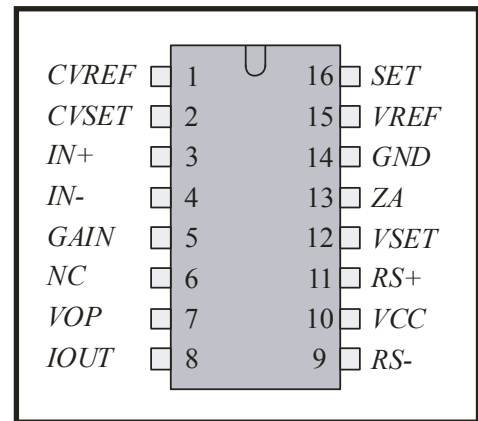 CVREF 1 16 SET
CVSET 2 15 VREF
IN+ 3 14 GND
IN- 4 13 ZA
GAIN 5 12 VSET
NC 6 11 RS+
VOP 7 10 VCC
IOUT 8 9 RS-